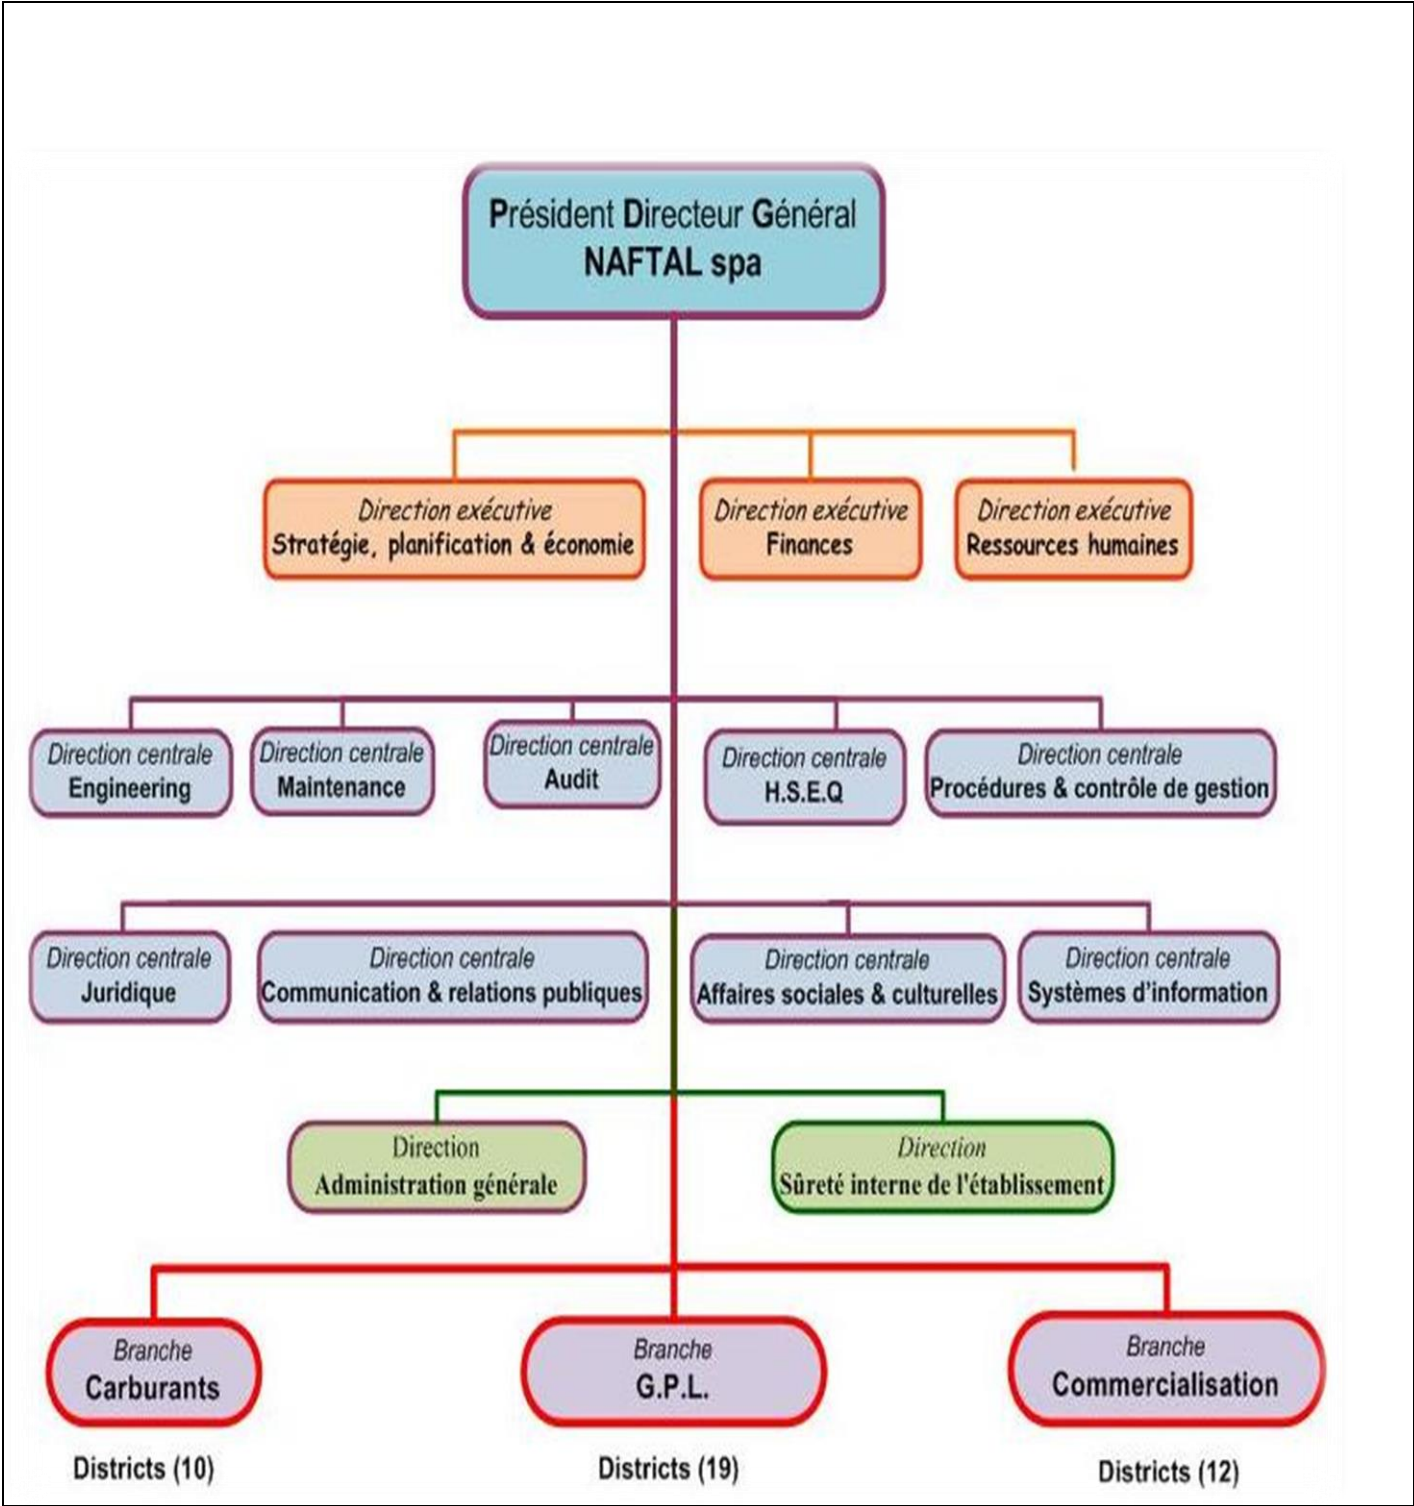 Président Directeur Général
NAFTAL spa
Direction exécutive
Stratégie, planification & économie
Direction exécutive
Finances
Direction exécutive
Ressources humaines
Direction centrale
Engineering
Direction centrale
Maintenance
Direction centrale
Audit
Direction centrale
H.S.E.Q
Direction centrale
Procédures & contrôle de gestion
Direction centrale
Juridique
Direction centrale
Communication & relations publiques
Direction centrale
Affaires sociales & culturelles
Direction centrale
Systèmes d'information
Direction
Administration générale
Direction
Sûreté interne de l'établissement
Branche
Carburants
Branche
G.P.L.
Branche
Commercialisation
Districts (10)
Districts (19)
Districts (12)